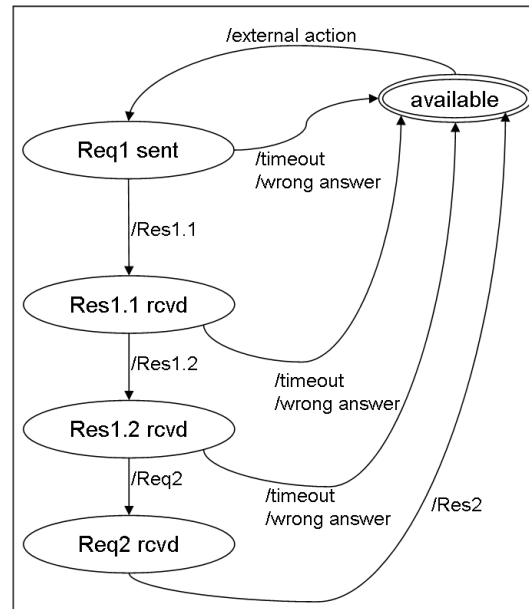 /external action
available
Req1 sent
/timeout
/wrong answer
/Res1.1
Res1.1 rcvd
/Res1.2
/timeout
/wrong answer
Res1.2 rcvd
/Req2
/timeout
/wrong answer
/Res2
Req2 rcvd